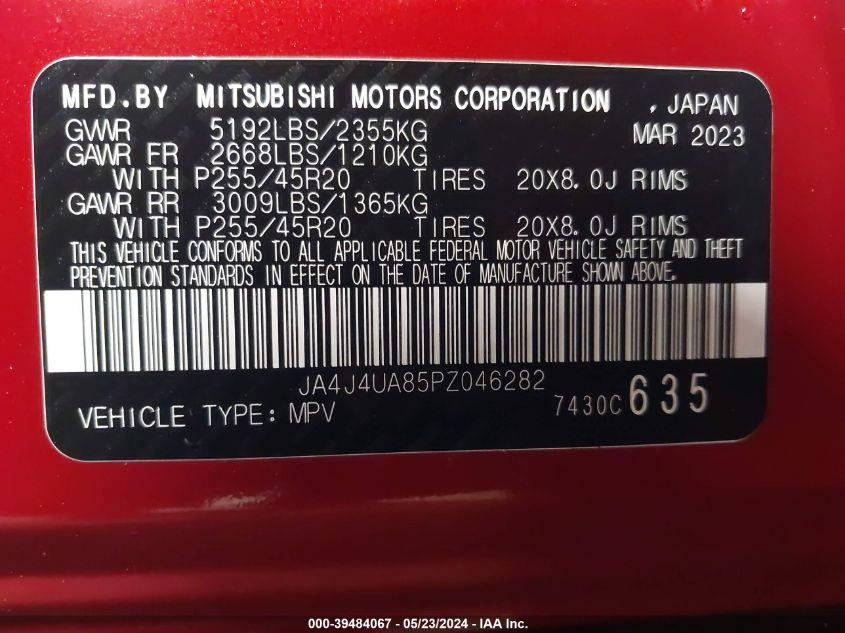 MFD.BY MITSUBISHI MOTORS CORPORATION , JAPAN
GVWR 5192LBS/2355KG MAR 2023
GAWR FR 2668LBS/1210KG
WITH P255/45R20 TIRES 20X8.0J RIMS
GAWR RR 3009LBS/1365KG
WITH P255/45R20 TIRES 20X8.0J RIMS
THIS VEHICLE CONFORMS TO ALL APPLICABLE FEDERAL MOTOR VEHICLE SAFETY AND THEFT
PREVENTION STANDARDS IN EFFECT ON THE DATE OF MANUFACTURE SHOWN ABOVE.
JA4J4UA85PZ046282
VEHICLE TYPE: MPV 7430C 635
000-39484067 - 05/23/2024 - IAA Inc.